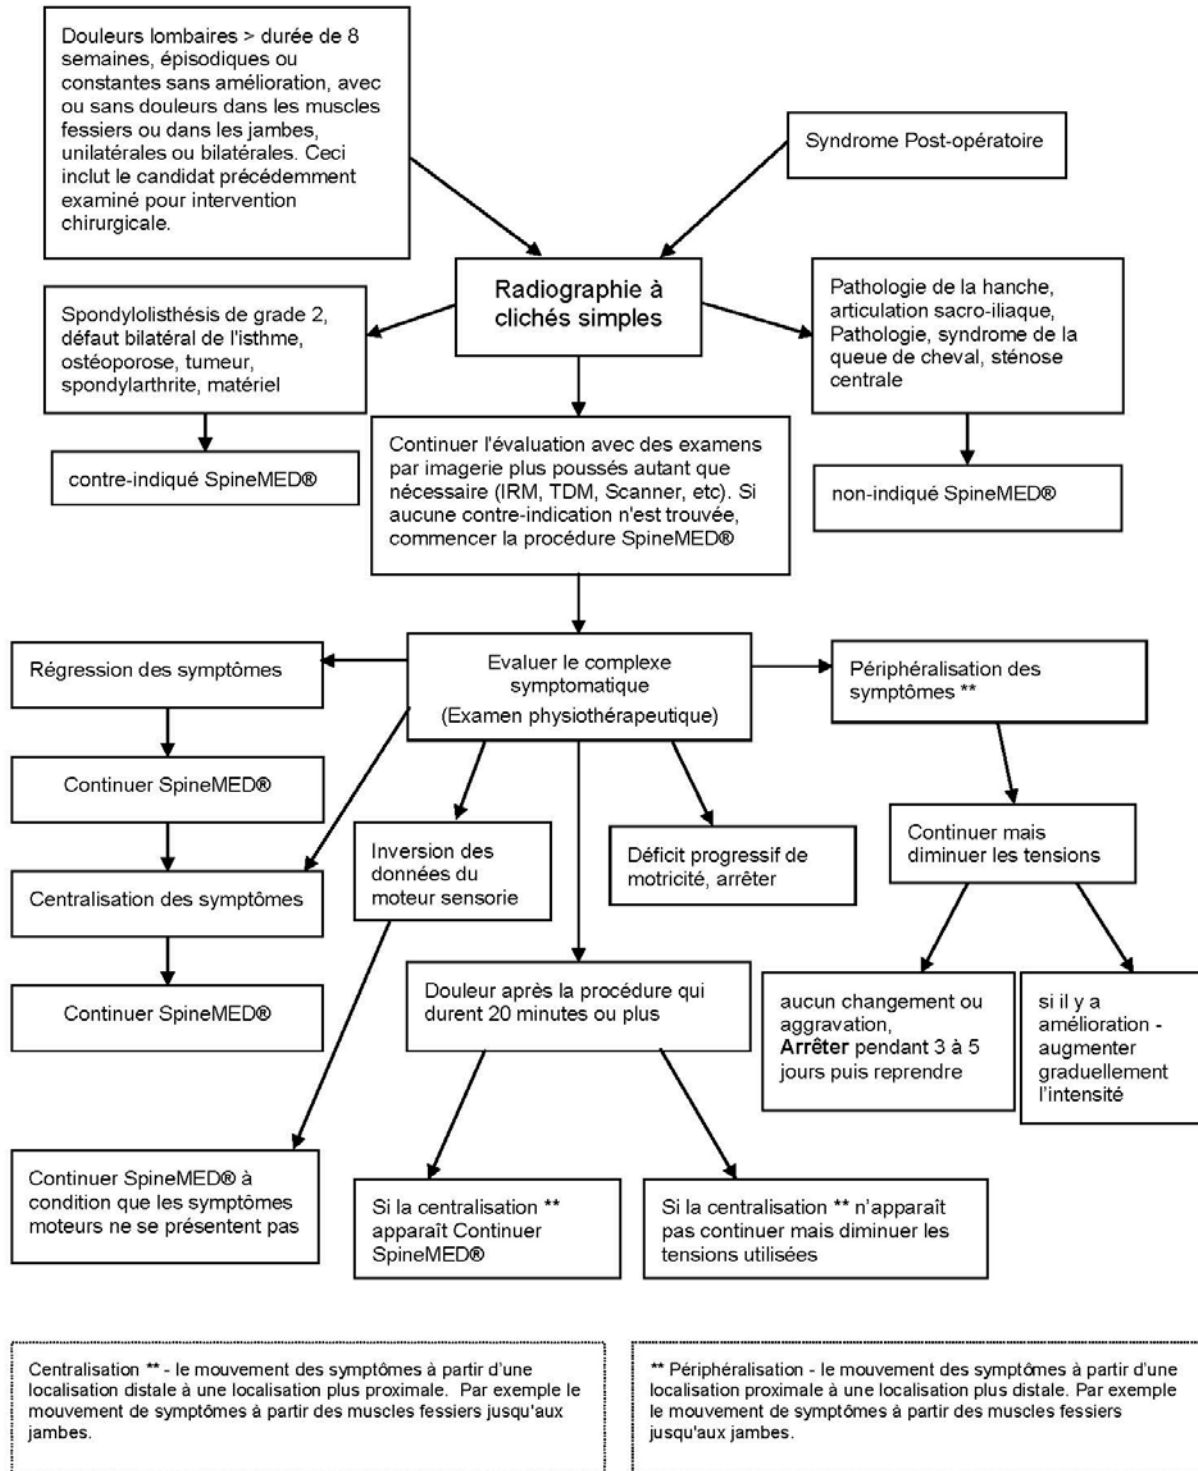 Douleurs lombaires > durée de 8
semaines, épisodiques ou
constantes sans amélioration, avec
ou sans douleurs dans les muscles
fessiers ou dans les jambes,
unilatérales ou bilatérales. Ceci
inclut le candidat précédemment
examiné pour intervention
chirurgicale.
Syndrome Post-opératoire
Radiographie à
clichés simples
Spondylolisthésis de grade 2,
défaut bilatéral de l'isthme,
ostéoporose, tumeur,
spondylarthrite, matériel
Pathologie de la hanche,
articulation sacro-iliaque,
Pathologie, syndrome de la
queue de cheval, sténose
centrale
contre-indiqué SpineMED®
Continuer l'évaluation avec des examens
par imagerie plus poussés autant que
nécessaire (IRM, TDM, Scanner, etc). Si
aucune contre-indication n'est trouvée,
commencer la procédure SpineMED®
non-indiqué SpineMED®
Régression des symptômes
Evaluer le complexe
symptomatique
(Examen physiothérapeutique)
Périphéralisation des
symptômes **
Continuer SpineMED®
Centralisation des symptômes
Continuer SpineMED®
Inversion des
données du
moteur sensorie
Déficit progressif de
motricité, arrêter
Continuer mais
diminuer les tensions
Douleur après la procédure qui
durent 20 minutes ou plus
aucun changement ou
aggravation,
Arrêter pendant 3 à 5
jours puis reprendre
si il y a
amélioration -
augmenter
graduellement
l'intensité
Continuer SpineMED® à
condition que les symptômes
moteurs ne se présentent pas
Si la centralisation **
apparaît Continuer
SpineMED®
Si la centralisation ** n'apparaît
pas continuer mais diminuer les
tensions utilisées
Centralisation ** - le mouvement des symptômes à partir d'une
localisation distale à une localisation plus proximale. Par exemple le
mouvement de symptômes à partir des muscles fessiers jusqu'aux
jambes.
** Périphéralisation - le mouvement des symptômes à partir d'une
localisation proximale à une localisation plus distale. Par exemple
le mouvement de symptômes à partir des muscles fessiers
jusqu'aux jambes.